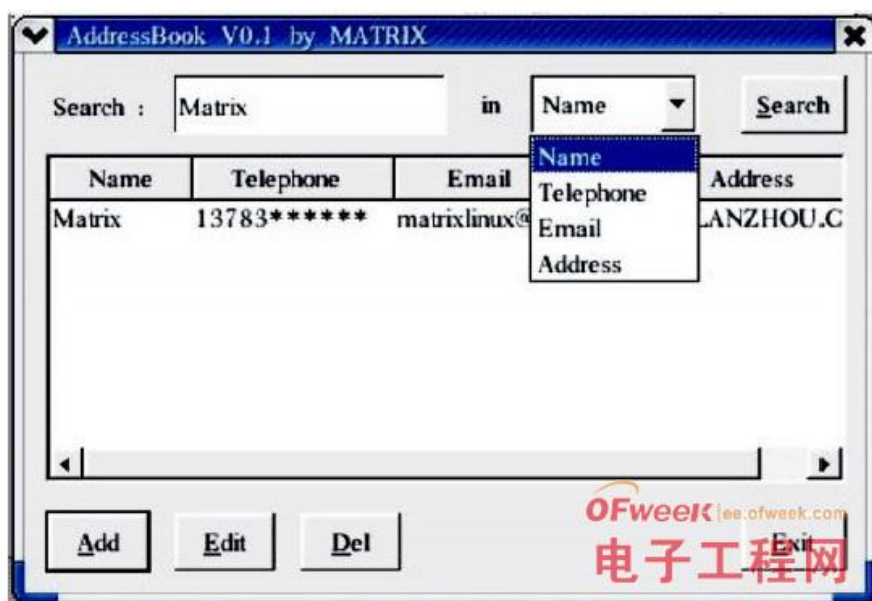 AddressBook V0.1 by MATRIX
Search : Matrix in Name Search
Name
Telephone
Email
Address
Name Telephone Email Address
Matrix 13783****** matrixlinux@ LANZHOU.C
Add Edit Del Exit
OFweek ee.ofweek.com
电子工程网